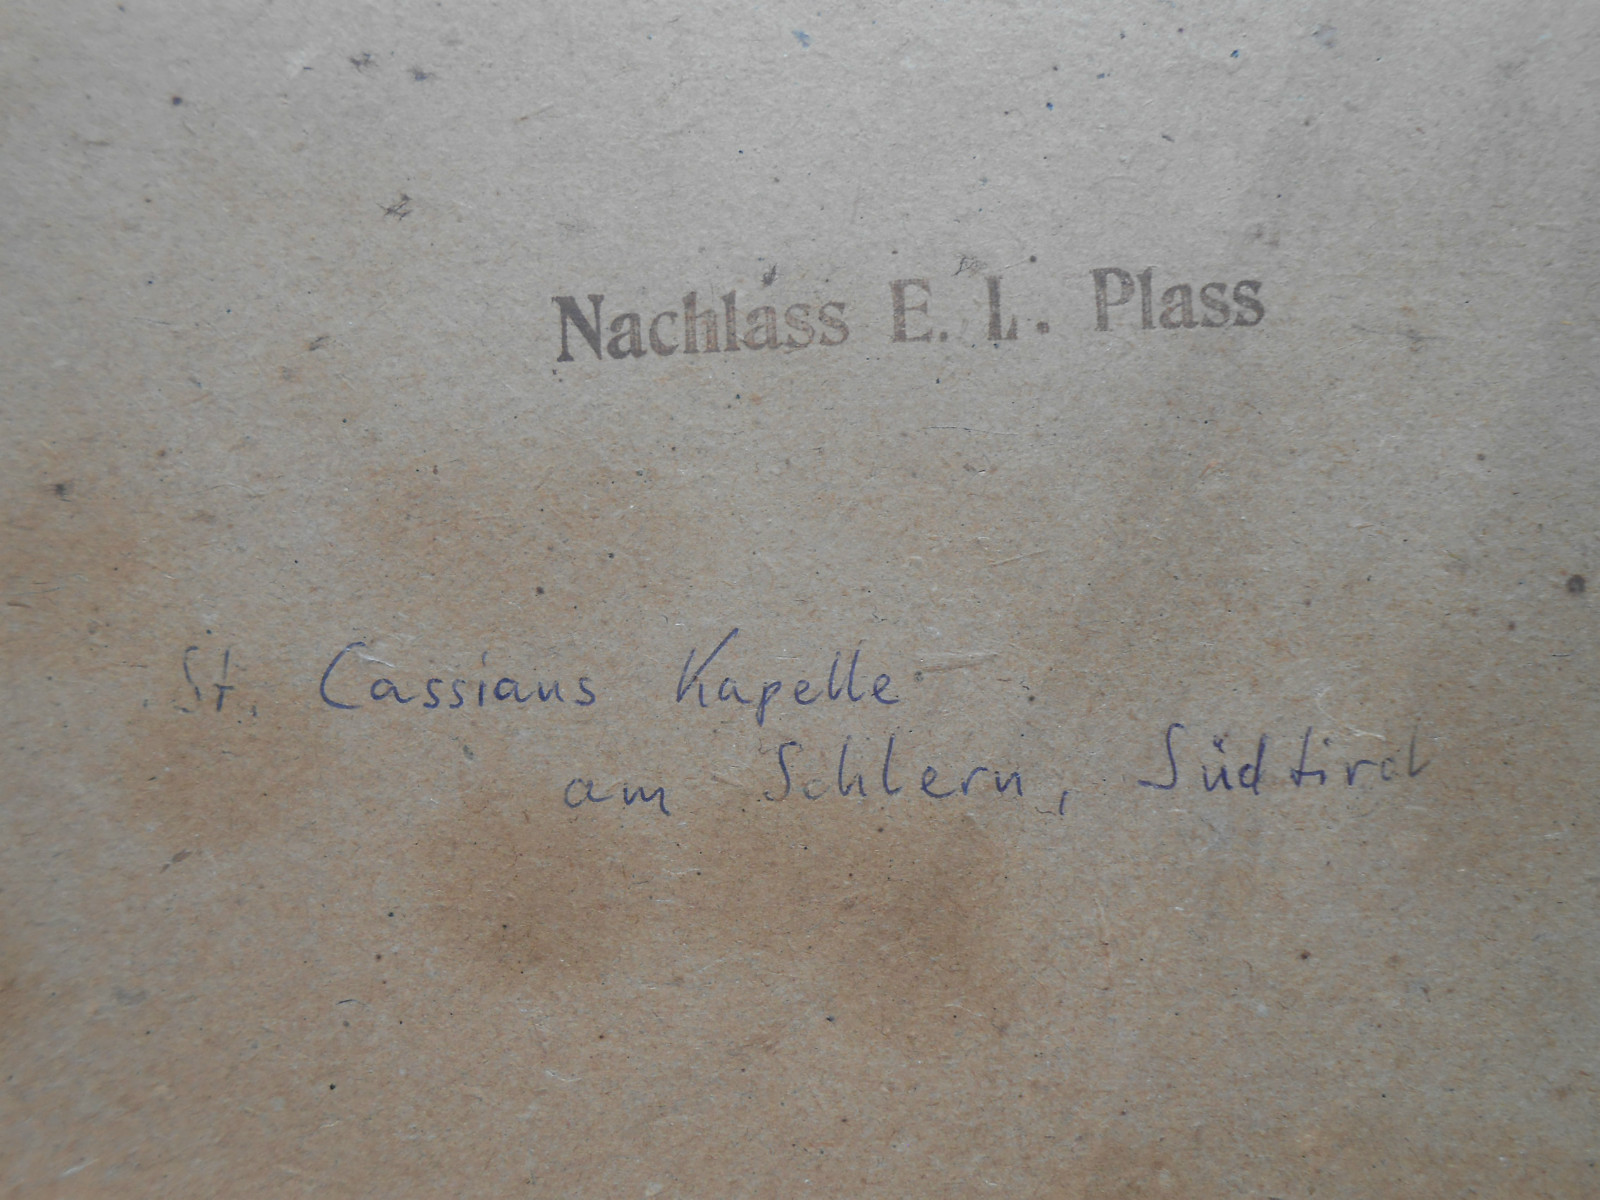 Nachlass E. L. Plass
St. Cassians Kapelle
am Schlern, Südtirol